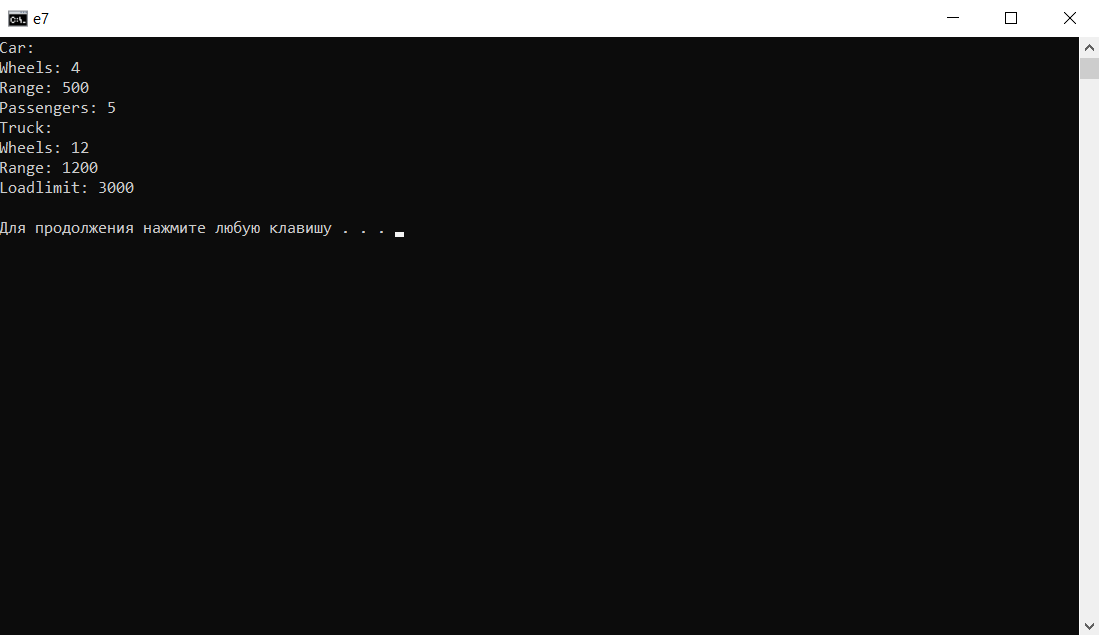 e7
Car:
Wheels: 4
Range: 500
Passengers: 5
Truck:
Wheels: 12
Range: 1200
Loadlimit: 3000
Для продолжения нажмите любую клавишу . . .